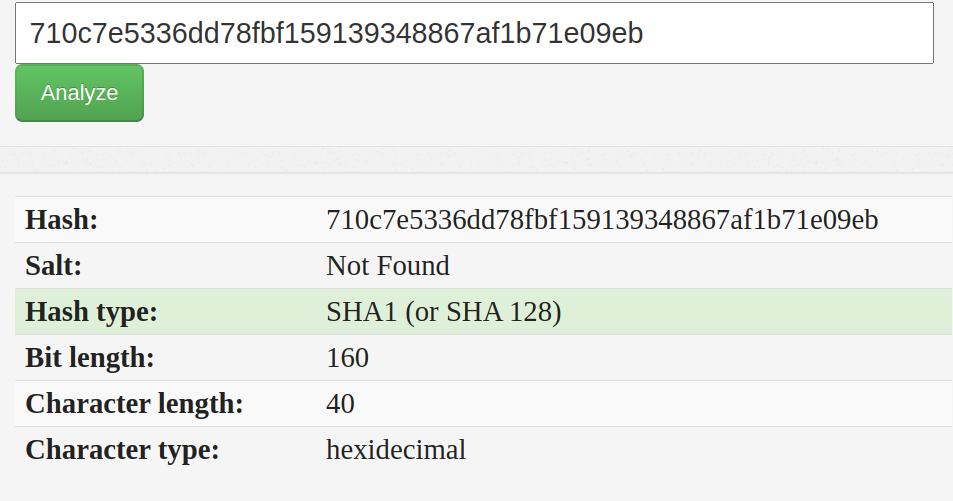 710c7e5336dd78fbf159139348867af1b71e09eb
Analyze
Hash: 710c7e5336dd78fbf159139348867af1b71e09eb
Salt: Not Found
Hash type: SHA1 (or SHA 128)
Bit length: 160
Character length: 40
Character type: hexidecimal